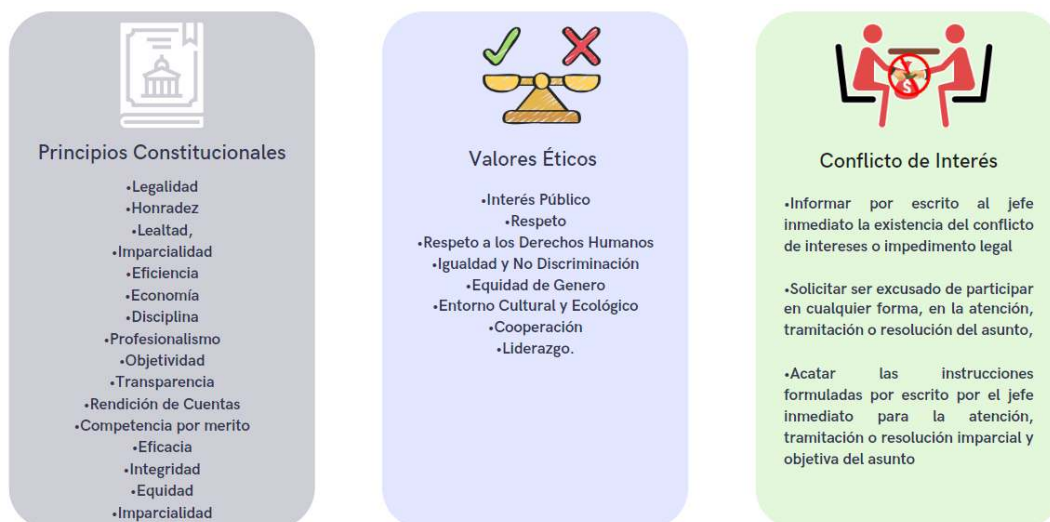 Principios Constitucionales
•Legalidad
•Honradez
•Lealtad,
•Imparcialidad
•Eficiencia
•Economía
•Disciplina
•Profesionalismo
•Objetividad
•Transparencia
•Rendición de Cuentas
•Competencia por merito
•Eficacia
•Integridad
•Equidad
•Imparcialidad
Valores Éticos
•Interés Público
•Respeto
•Respeto a los Derechos Humanos
•Igualdad y No Discriminación
•Equidad de Genero
•Entorno Cultural y Ecológico
•Cooperación
•Liderazgo.
$
Conflicto de Interés
•Informar por escrito al jefe
inmediato la existencia del conflicto
de intereses o impedimento legal
•Solicitar ser excusado de participar
en cualquier forma, en la atención,
tramitación o resolución del asunto,
•Acatar las instrucciones
formuladas por escrito por el jefe
inmediato para la atención,
tramitación o resolución imparcial y
objetiva del asunto